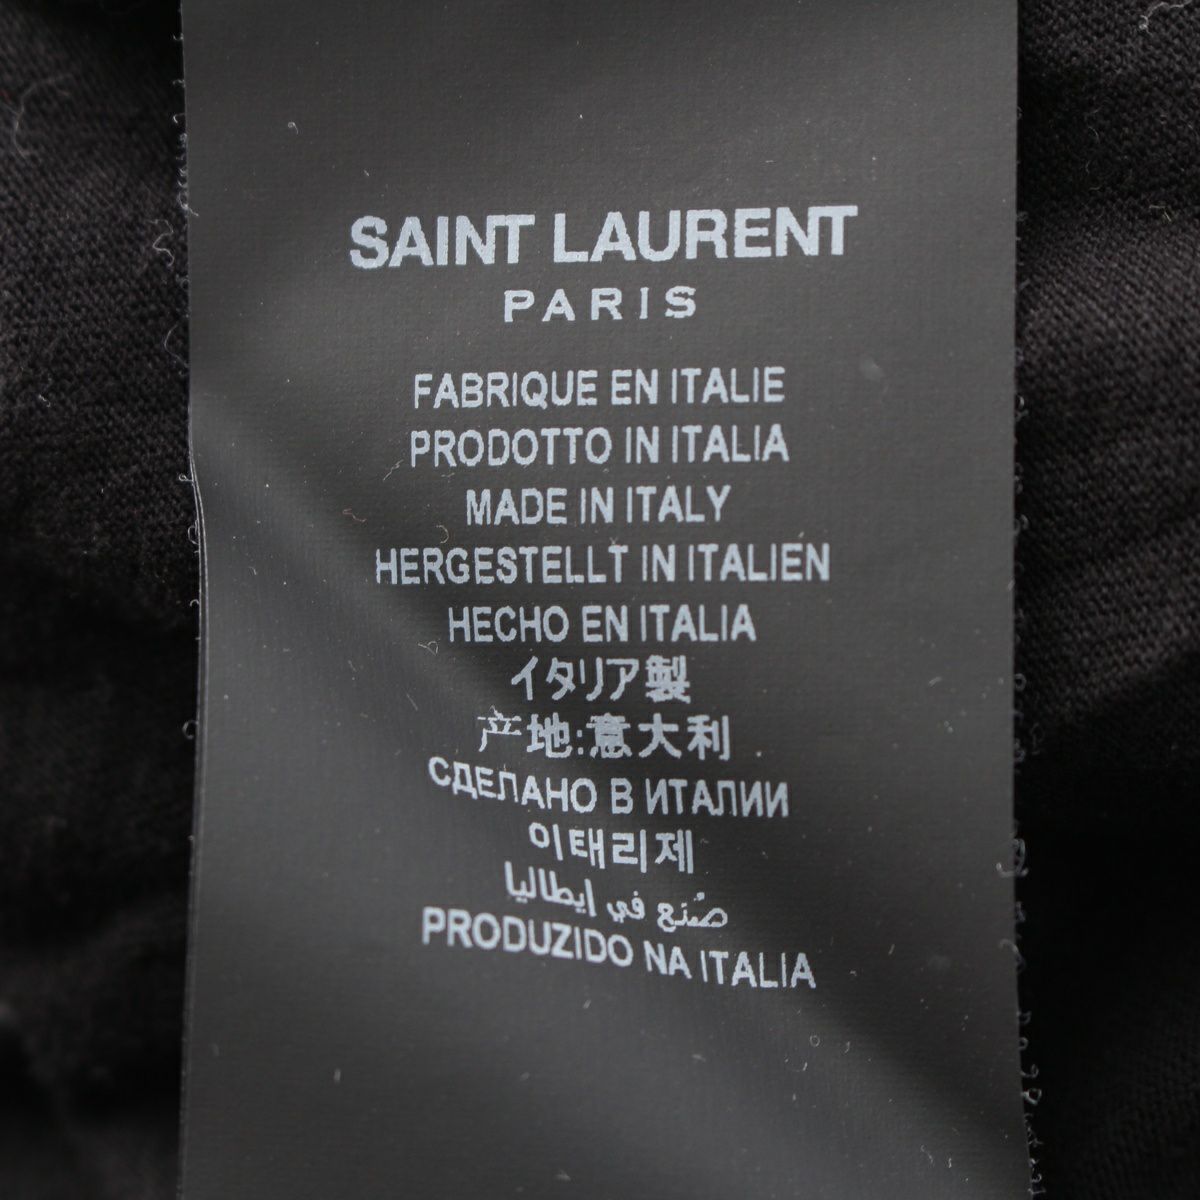 SAINT LAURENT
PARIS
FABRIQUE EN ITALIE
PRODOTTO IN ITALIA
MADE IN ITALY
HERGESTELLT IN ITALIEN
HECHO EN ITALIA
イタリア製
产地:意大利
СДЕЛАНО В ИТАЛИИ
이태리제
صُنع في إيطاليا
PRODUZIDO NA ITALIA